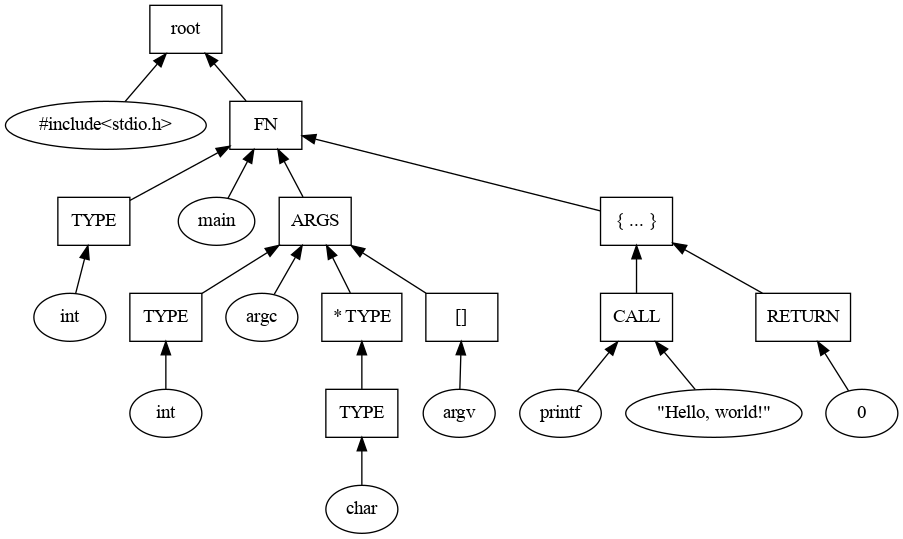 root
#include<stdio.h>
FN
TYPE
main
ARGS
{ ... }
int
TYPE
argc
* TYPE
[]
CALL
RETURN
int
TYPE
argv
printf
"Hello, world!"
0
char